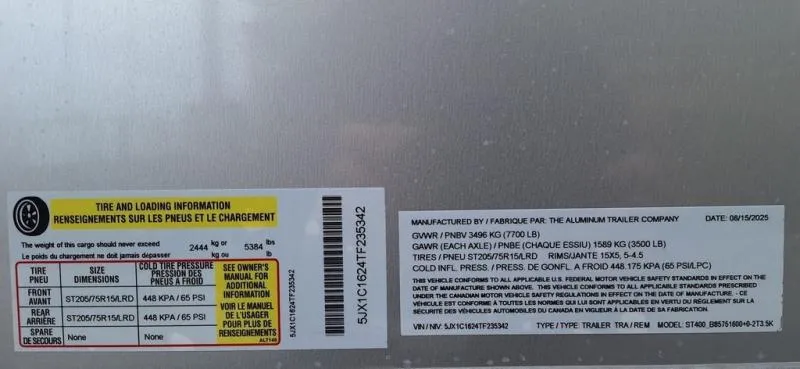 TIRE AND LOADING INFORMATION
RENSEIGNEMENTS SUR LES PNEUS ET LE CHARGEMENT
The weight of this cargo should never exceed 2444 kg or 5384 lbs
Le poids du chargement ne doit jamais dépasser kg ou lb
TIRE PNEU
SIZE DIMENSIONS
COLD TIRE PRESSURE PRESSION DES PNEUS A FROID
SEE OWNER'S MANUAL FOR ADDITIONAL INFORMATION
VOIR LE MANUEL DE L'USAGER POUR PLUS DE RENSEIGNEMENTS
FRONT AVANT ST205/75R15/LRD 448 KPA / 65 PSI
REAR ARRIÈRE ST205/75R15/LRD 448 KPA / 65 PSI
SPARE DE SECOURS None None
ALT149
5JX1C1624TF235342
5JX1C1624TF235342
MANUFACTURED BY / FABRIQUE PAR: THE ALUMINUM TRAILER COMPANY DATE: 08/15/2025
GVWR / PNBV 3496 KG (7700 LB)
GAWR (EACH AXLE) / PNBE (CHAQUE ESSIU) 1589 KG (3500 LB)
TIRES / PNEU ST205/75R15/LRD RIMS/JANTE 15X5, 5-4.5
COLD INFL. PRESS. / PRESS. DE GONFL. A FROID 448.175 KPA (65 PSI/LPC)
THIS VEHICLE CONFORMS TO ALL APPLICABLE U.S. FEDERAL MOTOR VEHICLE SAFETY STANDARDS IN EFFECT ON THE
DATE OF MANUFACTURE SHOWN ABOVE. THIS VEHICLE CONFORMS TO ALL APPLICABLE STANDARDS PRESCRIBED
UNDER THE CANADIAN MOTOR VEHICLE SAFETY REGULATIONS IN EFFECT ON THE DATE OF MANUFACTURE. - CE
VÉHICULE EST CONFORME À TOUTES LES NORMES QUI LUI SONT APPLICABLES EN VERTU DU RÈGLEMENT SUR LA
SÉCURITÉ DES VÉHICULES AUTOMOBILES DU CANADA EN VIGUEUR À LA DATE DE SA FABRICATION.
VIN / NIV: 5JX1C1624TF235342 TYPE / TYPE: TRAILER TRA / REM MODEL: ST400_B85751600+0-2T3.5K